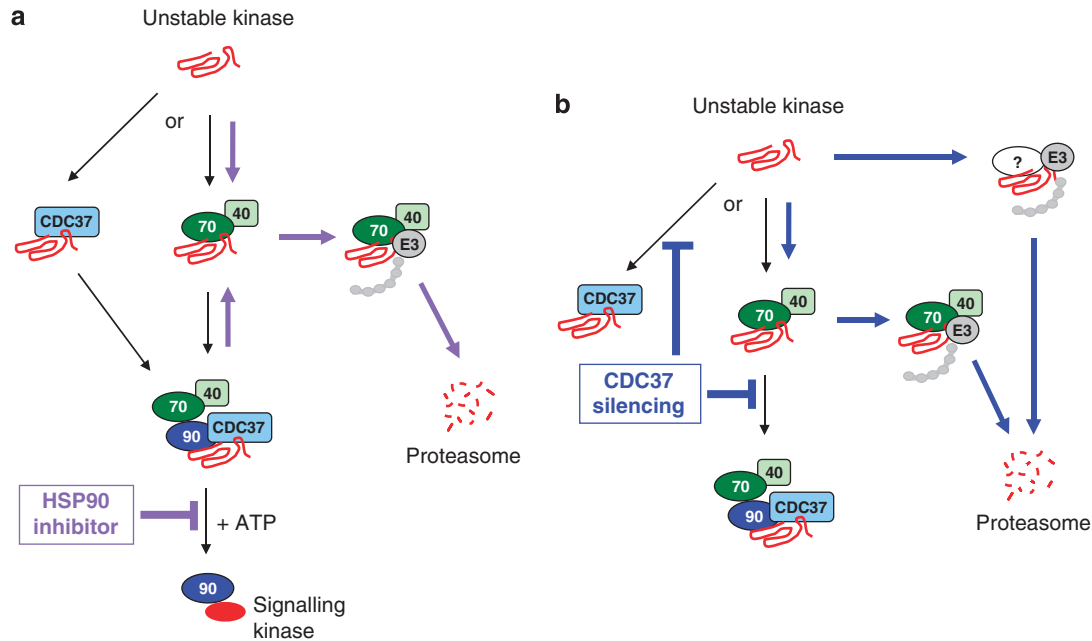 a
Unstable kinase
or
CDC37
70
40
70
40
E3
70
40
90
CDC37
Proteasome
HSP90
inhibitor
+ ATP
90
Signalling
kinase
b
Unstable kinase
?
E3
or
CDC37
70
40
70
40
E3
CDC37
silencing
70
40
90
CDC37
Proteasome